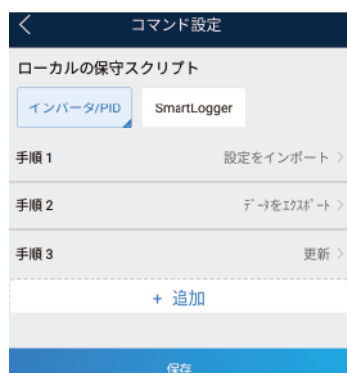 コマンド設定
ローカルの保守スクリプト
インバータ/PID SmartLogger
手順 1 設定をインポート
手順 2 ﾃﾞｰﾀをｴｸｽﾎﾟｰﾄ
手順 3 更新
+ 追加
保存